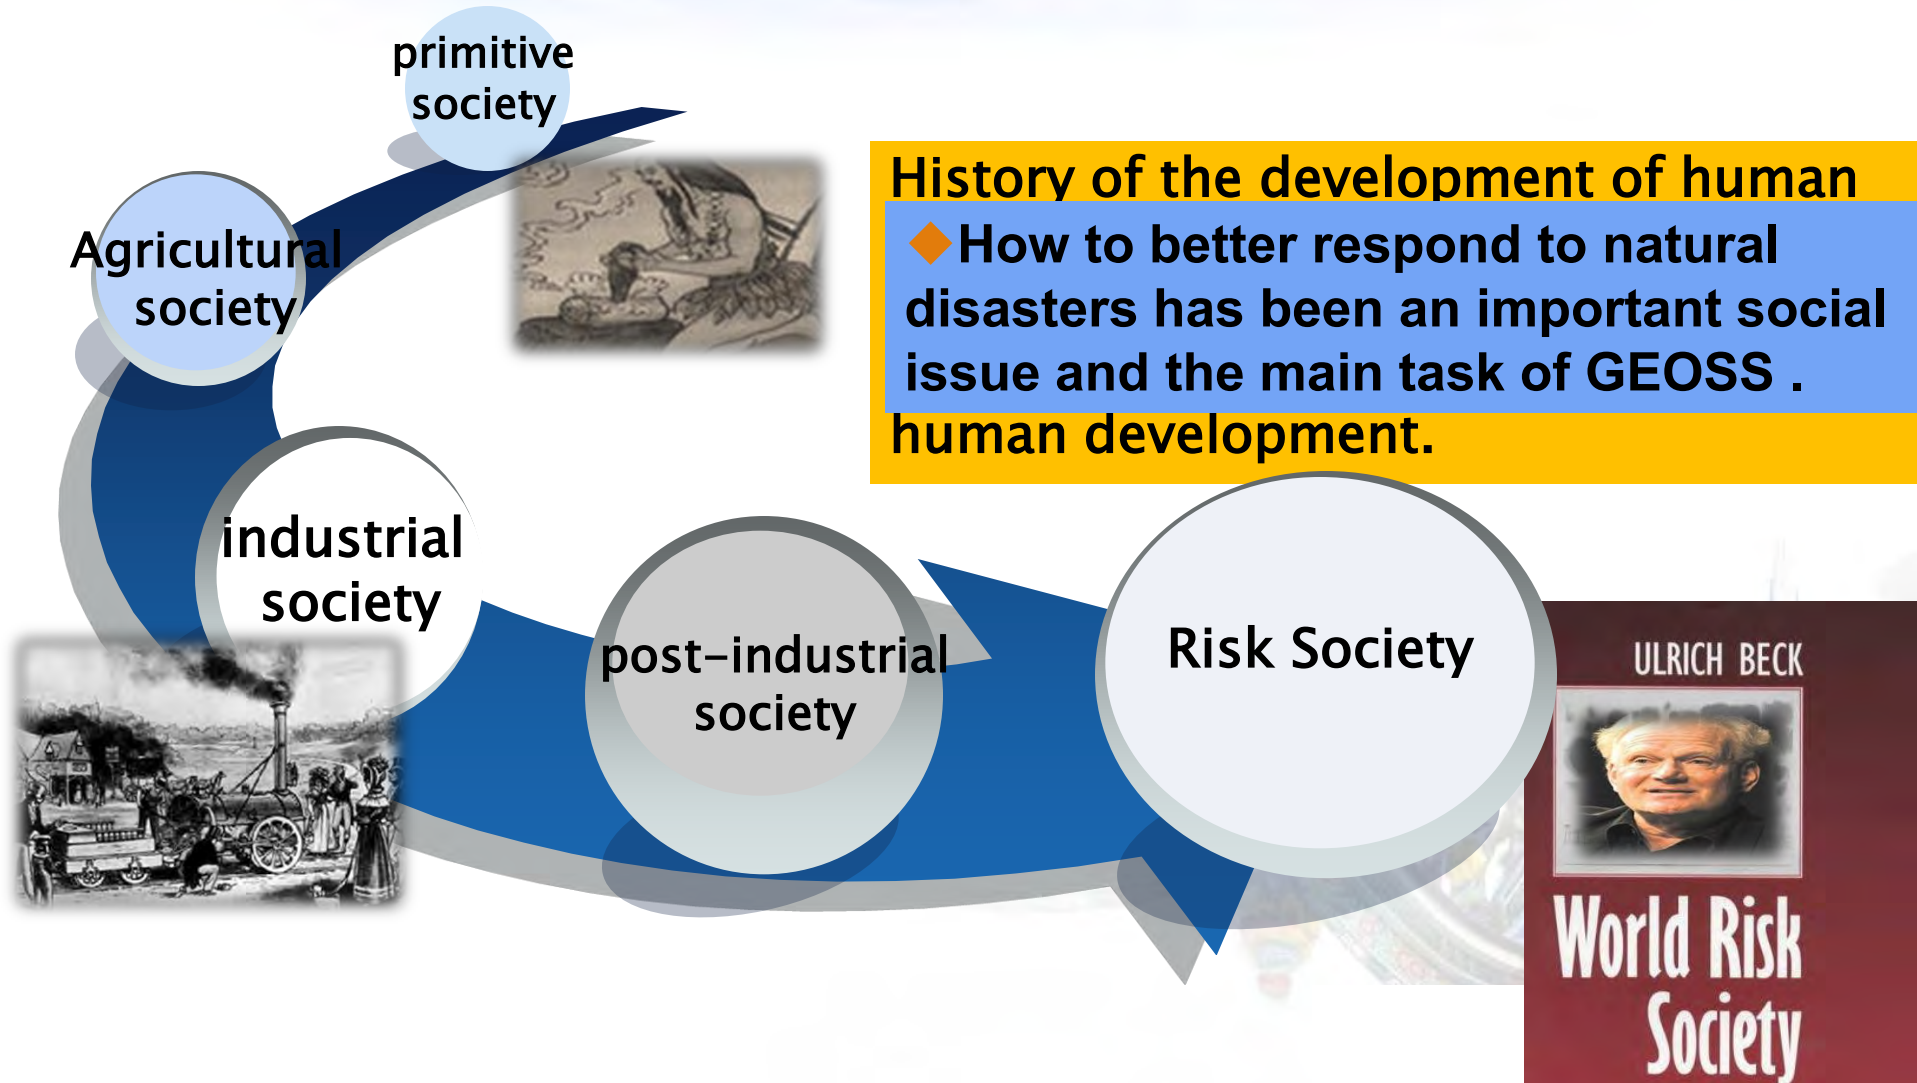 primitive
society
Agricultural
society
industrial
society
post-industrial
society
Risk Society
History of the development of human
◆How to better respond to natural
disasters has been an important social
issue and the main task of GEOSS .
human development.
ULRICH BECK
World Risk
Society